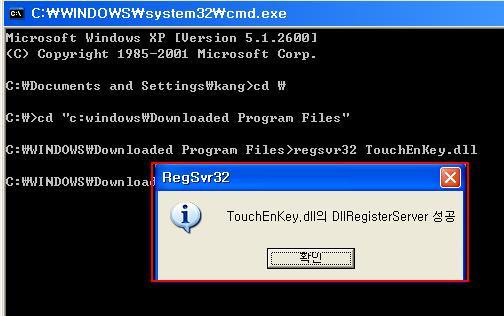 C:₩WINDOWS₩system32₩cmd.exe
Microsoft Windows XP [Version 5.1.2600]
(C) Copyright 1985-2001 Microsoft Corp.
C:₩Documents and Settings₩kang>cd ₩
C:₩>cd "c:windows₩Downloaded Program Files"
C:₩WINDOWS₩Downloaded Program Files>regsvr32 TouchEnKey.dll
C:₩WINDOWS₩Download
RegSvr32
TouchEnKey.dll의 DllRegisterServer 성공
확인